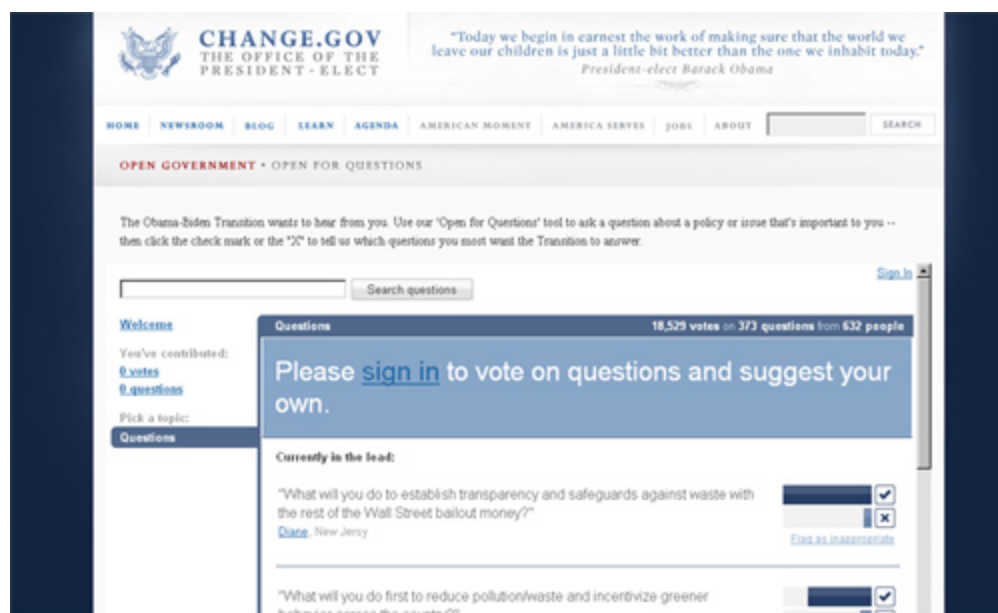 CHANGE.GOV
THE OFFICE OF THE
PRESIDENT-ELECT
"Today we begin in earnest the work of making sure that the world we
leave our children is just a little bit better than the one we inhabit today."
President-elect Barack Obama
HOME NEWSROOM BLOG LEARN AGENDA AMERICAN MOMENT AMERICA SERVES JOBS ABOUT SEARCH
OPEN GOVERNMENT • OPEN FOR QUESTIONS
The Obama-Biden Transition wants to hear from you. Use our 'Open for Questions' tool to ask a question about a policy or issue that's important to you --
then click the check mark or the "X" to tell us which questions you most want the Transition to answer.
Sign In
Search questions
Welcome
You've contributed:
0 votes
0 questions
Pick a topic:
Questions
Questions 18,529 votes on 373 questions from 632 people
Please sign in to vote on questions and suggest your
own.
Currently in the lead:
"What will you do to establish transparency and safeguards against waste with
the rest of the Wall Street bailout money?"
Diane, New Jersy
Flag as inappropriate
"What will you do first to reduce pollution/waste and incentivize greener
behavior across the country?"